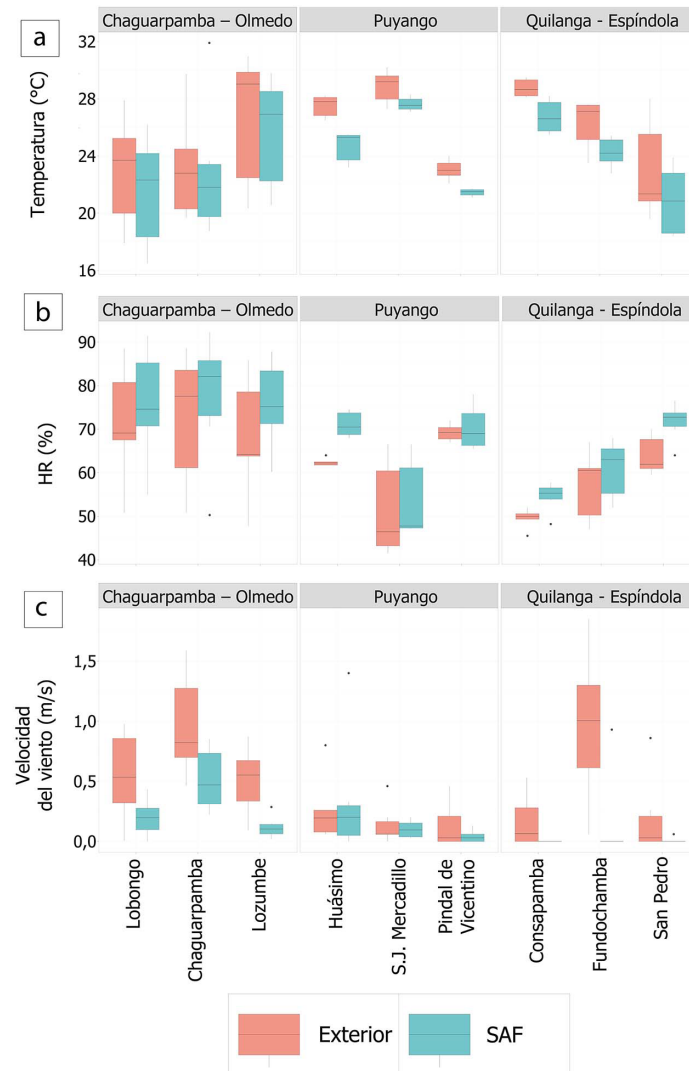 a
Chaguarpamba – Olmedo
Puyango
Quilanga - Espíndola
Temperatura (°C)
32
28
24
20
16
b
Chaguarpamba – Olmedo
Puyango
Quilanga - Espíndola
HR (%)
90
80
70
60
50
40
c
Chaguarpamba – Olmedo
Puyango
Quilanga - Espíndola
Velocidad
del viento (m/s)
1,5
1,0
0,5
0,0
Lobongo
Chaguarpamba
Lozumbe
Huásimo
S.J. Mercadillo
Pindal de
Vicentino
Consapamba
Fundochamba
San Pedro
Exterior
SAF